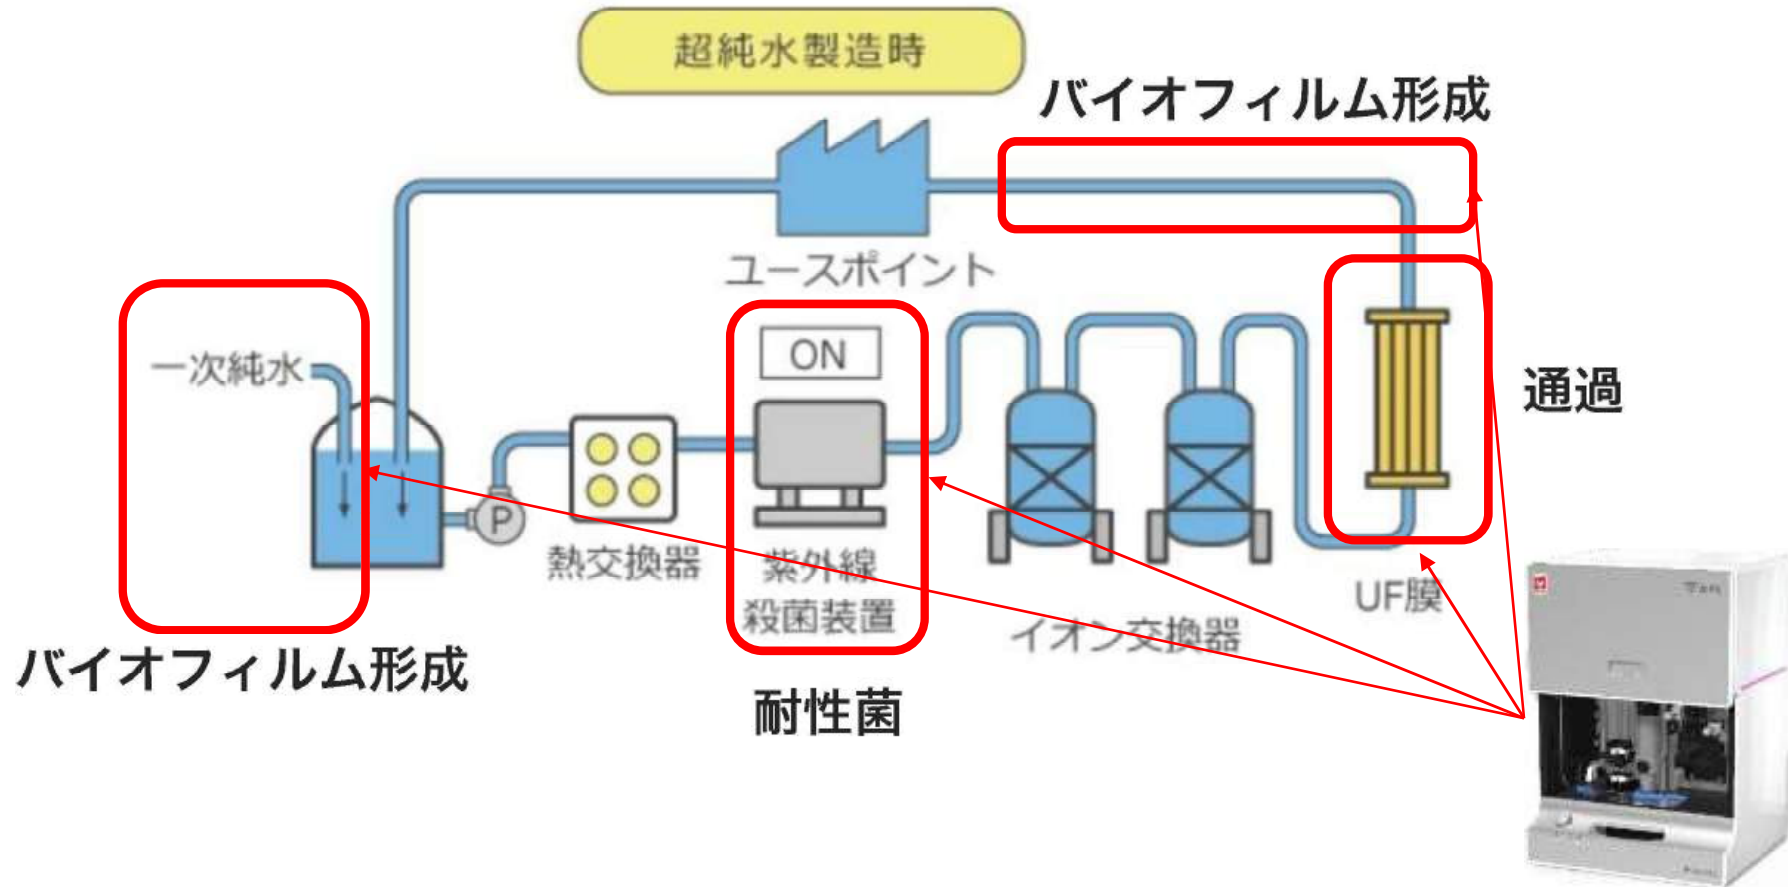 超純水製造時
バイオフィルム形成
ユースポイント
一次純水
ON
通過
P
熱交換器
紫外線
殺菌装置
イオン交換器
UF膜
バイオフィルム形成
耐性菌